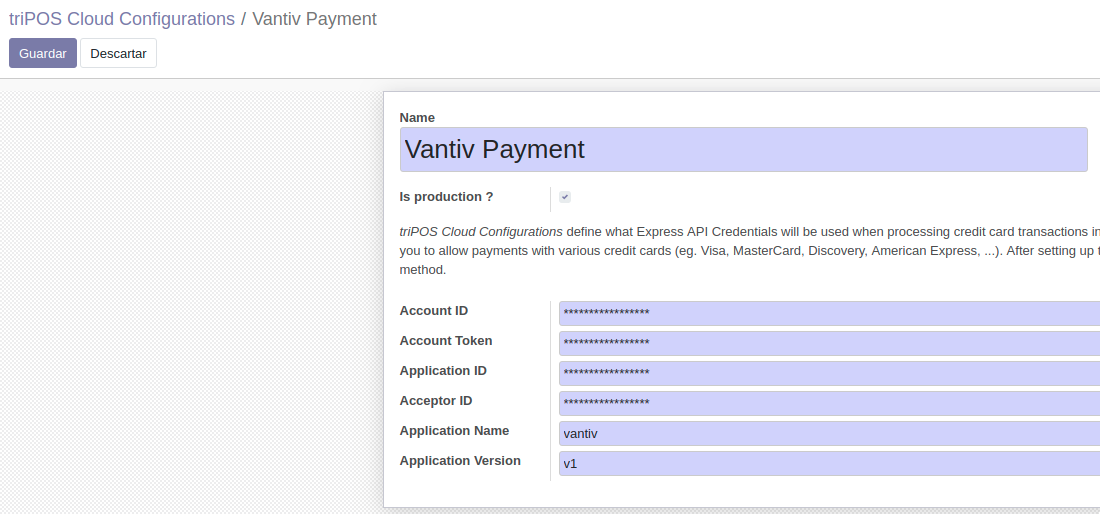 triPOS Cloud Configurations / Vantiv Payment
Guardar Descartar
Name
Vantiv Payment
Is production ?
triPOS Cloud Configurations define what Express API Credentials will be used when processing credit card transactions in
you to allow payments with various credit cards (eg. Visa, MasterCard, Discovery, American Express, ...). After setting up
method.
Account ID *****************
Account Token *****************
Application ID *****************
Acceptor ID *****************
Application Name vantiv
Application Version v1